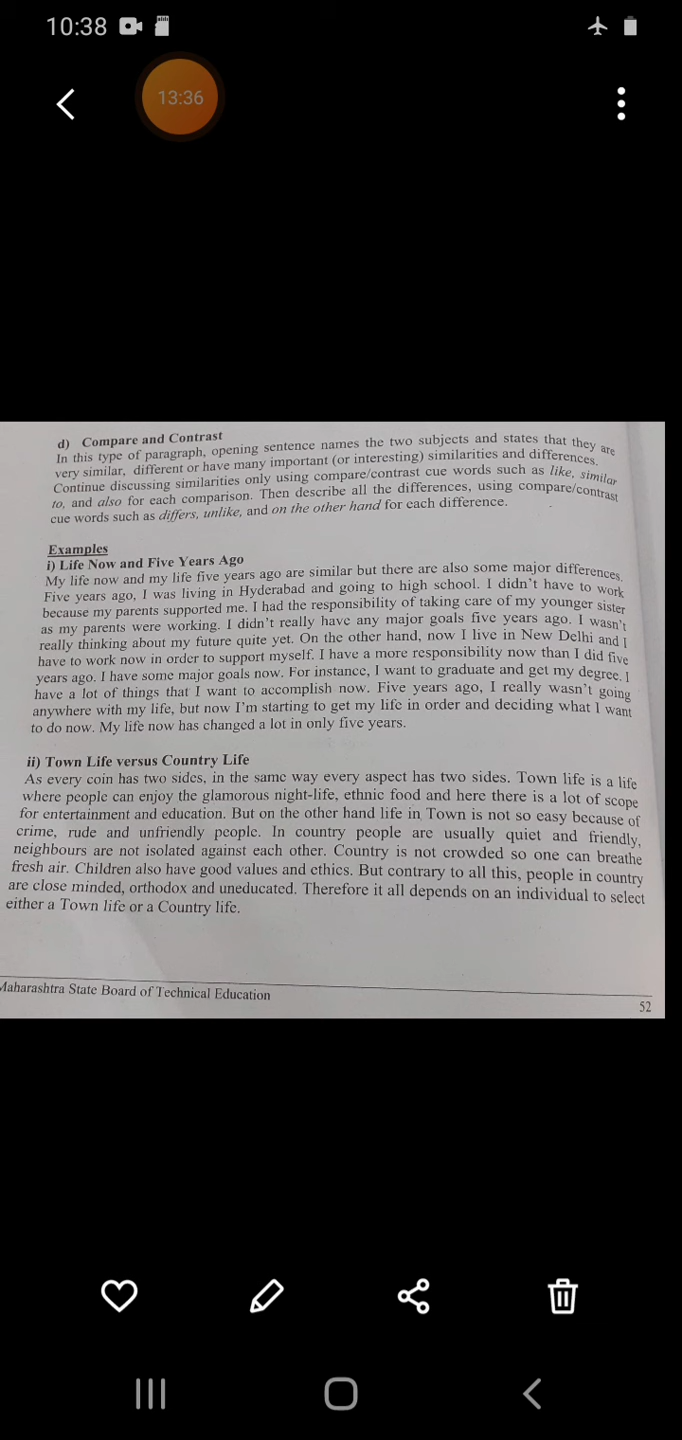 10:38
13:36
d) Compare and Contrast
In this type of paragraph, opening sentence names the two subjects and states that they are
very similar, different or have many important (or interesting) similarities and differences.
Continue discussing similarities only using compare/contrast cue words such as like, similar
to, and also for each comparison. Then describe all the differences, using compare/contrast
cue words such as differs, unlike, and on the other hand for each difference.
Examples
i) Life Now and Five Years Ago
My life now and my life five years ago are similar but there are also some major differences.
Five years ago, I was living in Hyderabad and going to high school. I didn't have to work
because my parents supported me. I had the responsibility of taking care of my younger sister
as my parents were working. I didn't really have any major goals five years ago. I wasn't
really thinking about my future quite yet. On the other hand, now I live in New Delhi and I
have to work now in order to support myself. I have a more responsibility now than I did five
years ago. I have some major goals now. For instance, I want to graduate and get my degree. I
have a lot of things that I want to accomplish now. Five years ago, I really wasn't going
anywhere with my life, but now I'm starting to get my life in order and deciding what I want
to do now. My life now has changed a lot in only five years.
ii) Town Life versus Country Life
As every coin has two sides, in the same way every aspect has two sides. Town life is a life
where people can enjoy the glamorous night-life, ethnic food and here there is a lot of scope
for entertainment and education. But on the other hand life in Town is not so easy because of
crime, rude and unfriendly people. In country people are usually quiet and friendly,
neighbours are not isolated against each other. Country is not crowded so one can breathe
fresh air. Children also have good values and ethics. But contrary to all this, people in country
are close minded, orthodox and uneducated. Therefore it all depends on an individual to select
either a Town life or a Country life.
Maharashtra State Board of Technical Education
52